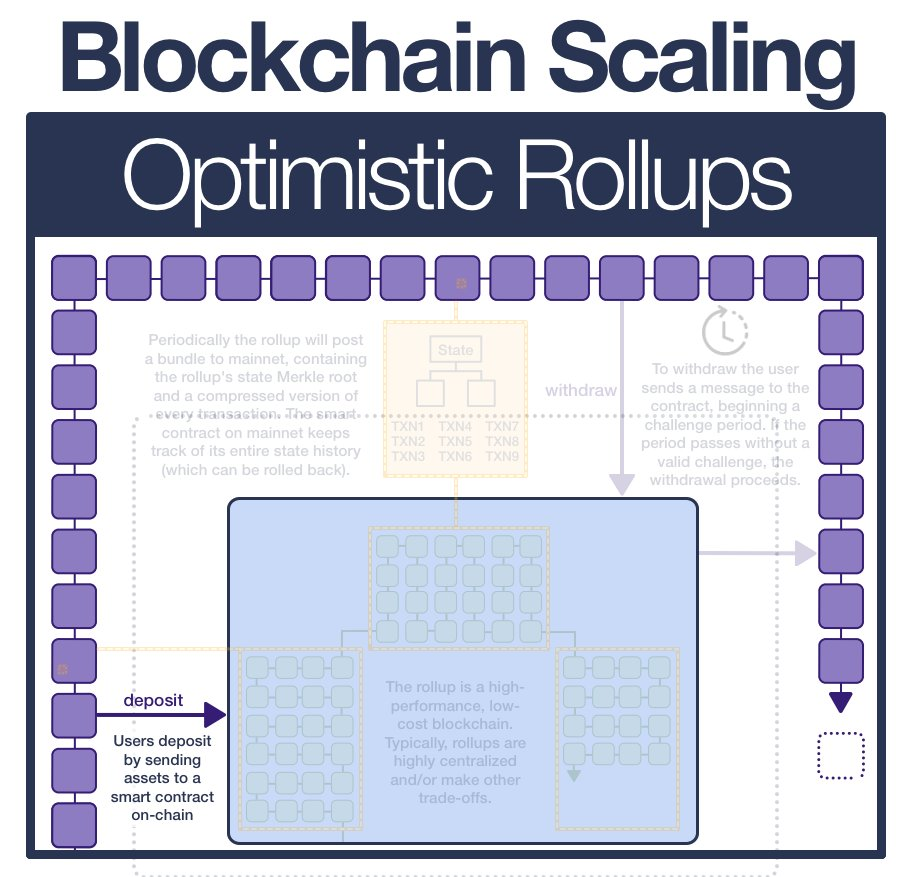 Blockchain Scaling
Optimistic Rollups
Periodically the rollup will post
a bundle to mainnet, containing
the rollup's state Merkle root
and a compressed version of
every transaction. The smart
contract on mainnet keeps
track of its entire state history
(which can be rolled back).
State
TXN1 TXN4 TXN7
TXN2 TXN5 TXN8
TXN3 TXN6 TXN9
withdraw
To withdraw the user
sends a message to the
contract, beginning a
challenge period. If the
period passes without a
valid challenge, the
withdrawal proceeds.
deposit
Users deposit
by sending
assets to a
smart contract
on-chain
The rollup is a high-
performance, low-
cost blockchain.
Typically, rollups are
highly centralized
and/or make other
trade-offs.